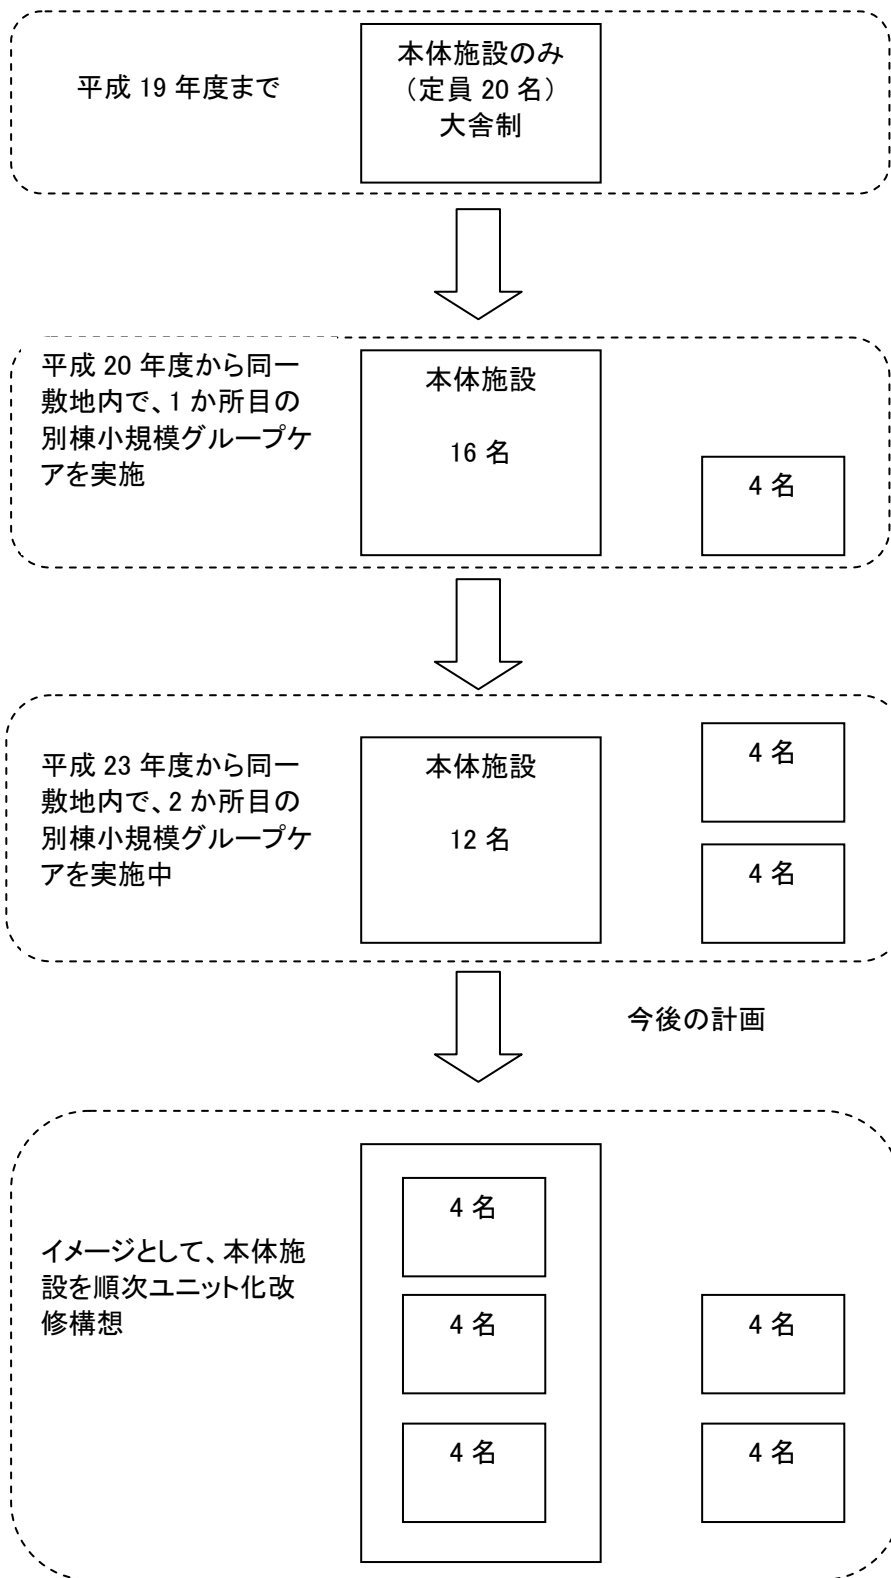 平成 19 年度まで
本体施設のみ
（定員 20 名）
大舎制
平成 20 年度から同一
敷地内で、1 か所目の
別棟小規模グループケ
アを実施
本体施設
16 名
4 名
平成 23 年度から同一
敷地内で、2 か所目の
別棟小規模グループケ
アを実施中
本体施設
12 名
4 名
4 名
今後の計画
イメージとして、本体施
設を順次ユニット化改
修構想
4 名
4 名
4 名
4 名
4 名